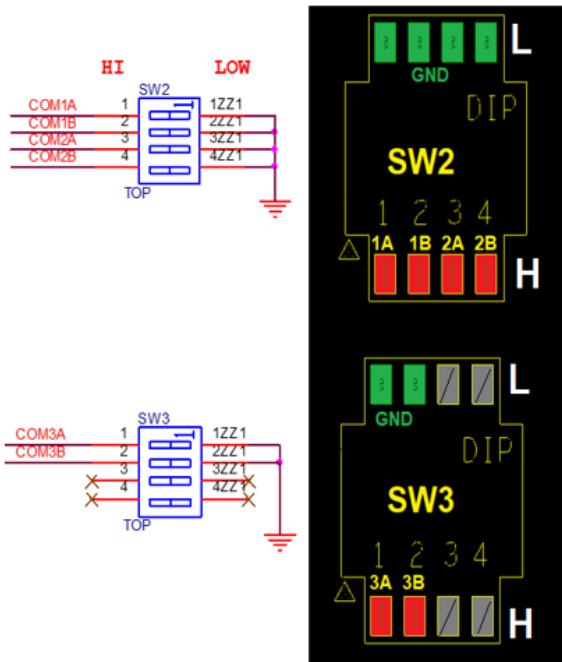 HI LOW
SW2
COM1A 1 1ZZ1
COM1B 2 2ZZ1
COM2A 3 3ZZ1
COM2B 4 4ZZ1
1
TOP
L
GND
DIP
SW2
1 2 3 4
1A 1B 2A 2B
H
SW3
COM3A 1 1ZZ1
COM3B 2 2ZZ1
3 3ZZ1
4 4ZZ1
1
TOP
L
GND
DIP
SW3
1 2 3 4
3A 3B
H